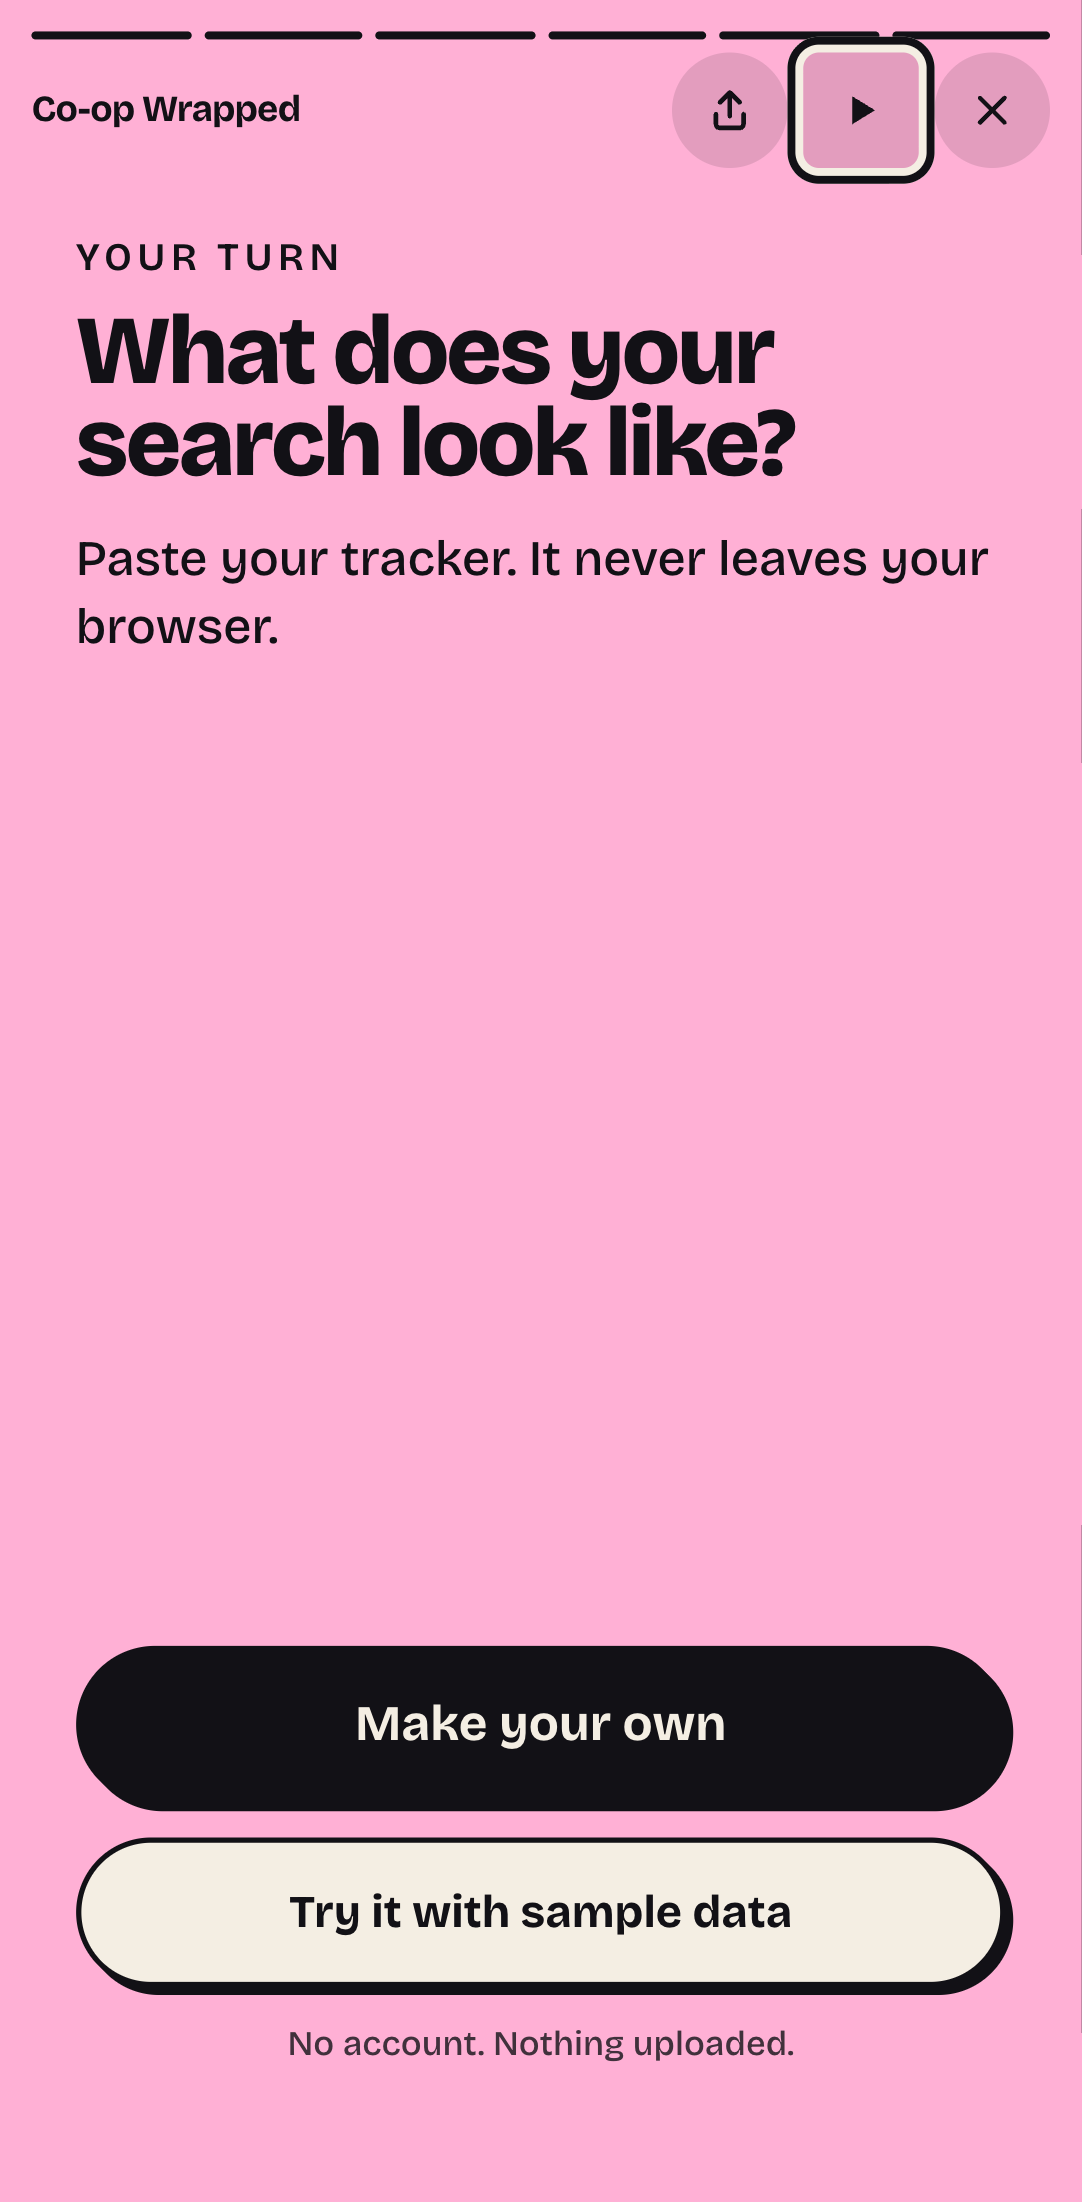 Co-op Wrapped
YOUR TURN
What does your
search look like?
Paste your tracker. It never leaves your
browser.
Make your own
Try it with sample data
No account. Nothing uploaded.